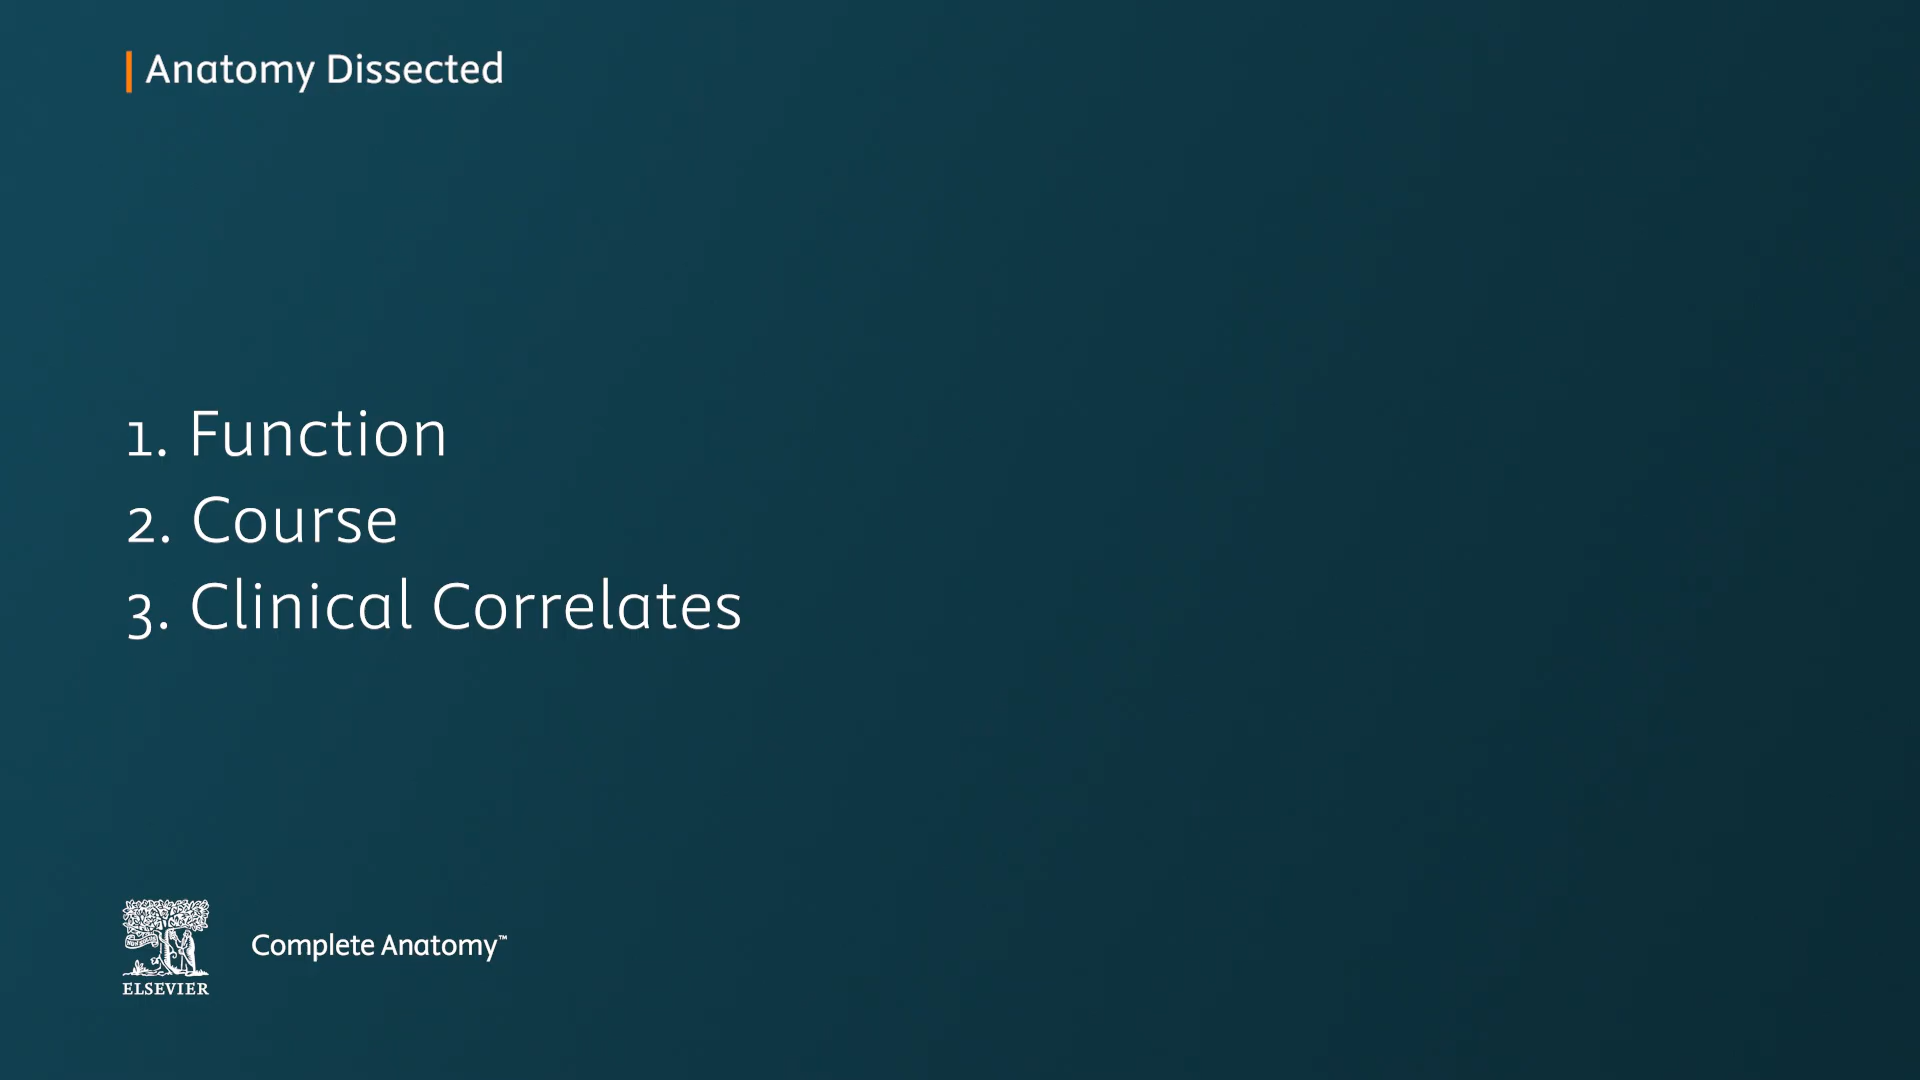 Anatomy Dissected
1. Function
2. Course
3. Clinical Correlates
ELSEVIER
Complete Anatomy™